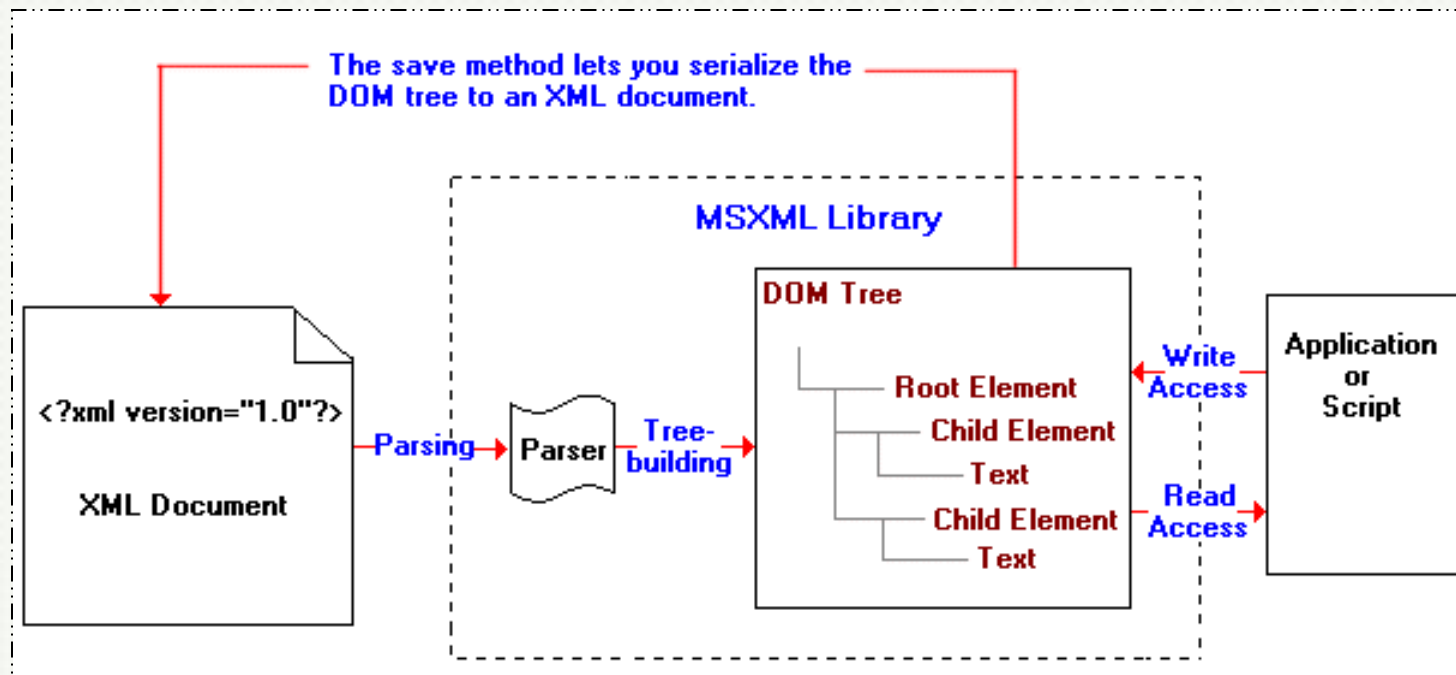 The save method lets you serialize the
DOM tree to an XML document.
MSXML Library
<?xml version="1.0"?>
XML Document
Parsing
Parser
Tree-
building
DOM Tree
Root Element
Child Element
Text
Child Element
Text
Write
Access
Read
Access
Application
or
Script